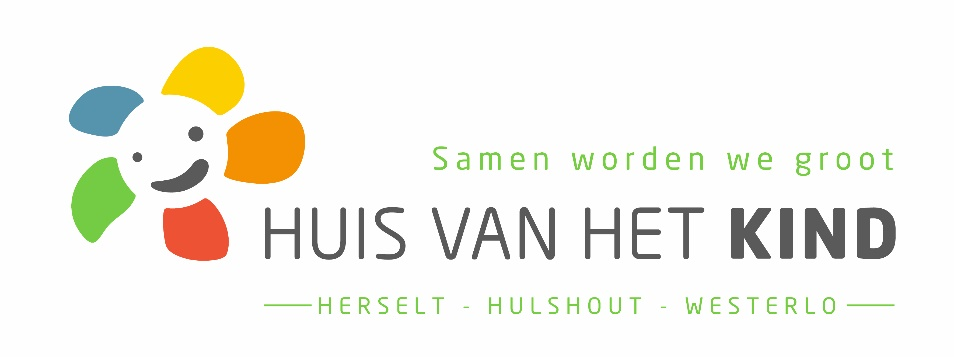 Samen worden we groot
HUIS VAN HET KIND
HERSELT - HULSHOUT - WESTERLO